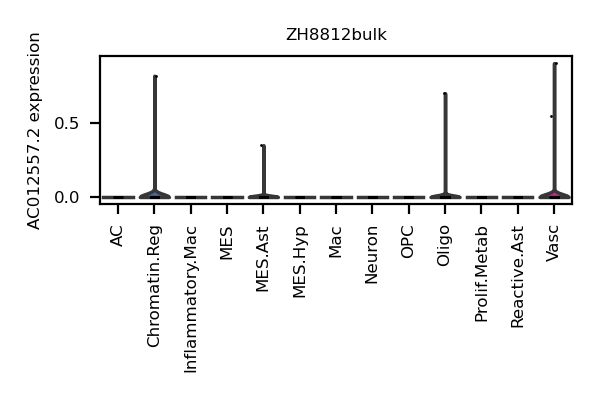 ZH8812bulk
AC012557.2 expression
0.5
0.0
AC
Chromatin.Reg
Inflammatory.Mac
MES
MES.Ast
MES.Hyp
Mac
Neuron
OPC
Oligo
Prolif.Metab
Reactive.Ast
Vasc